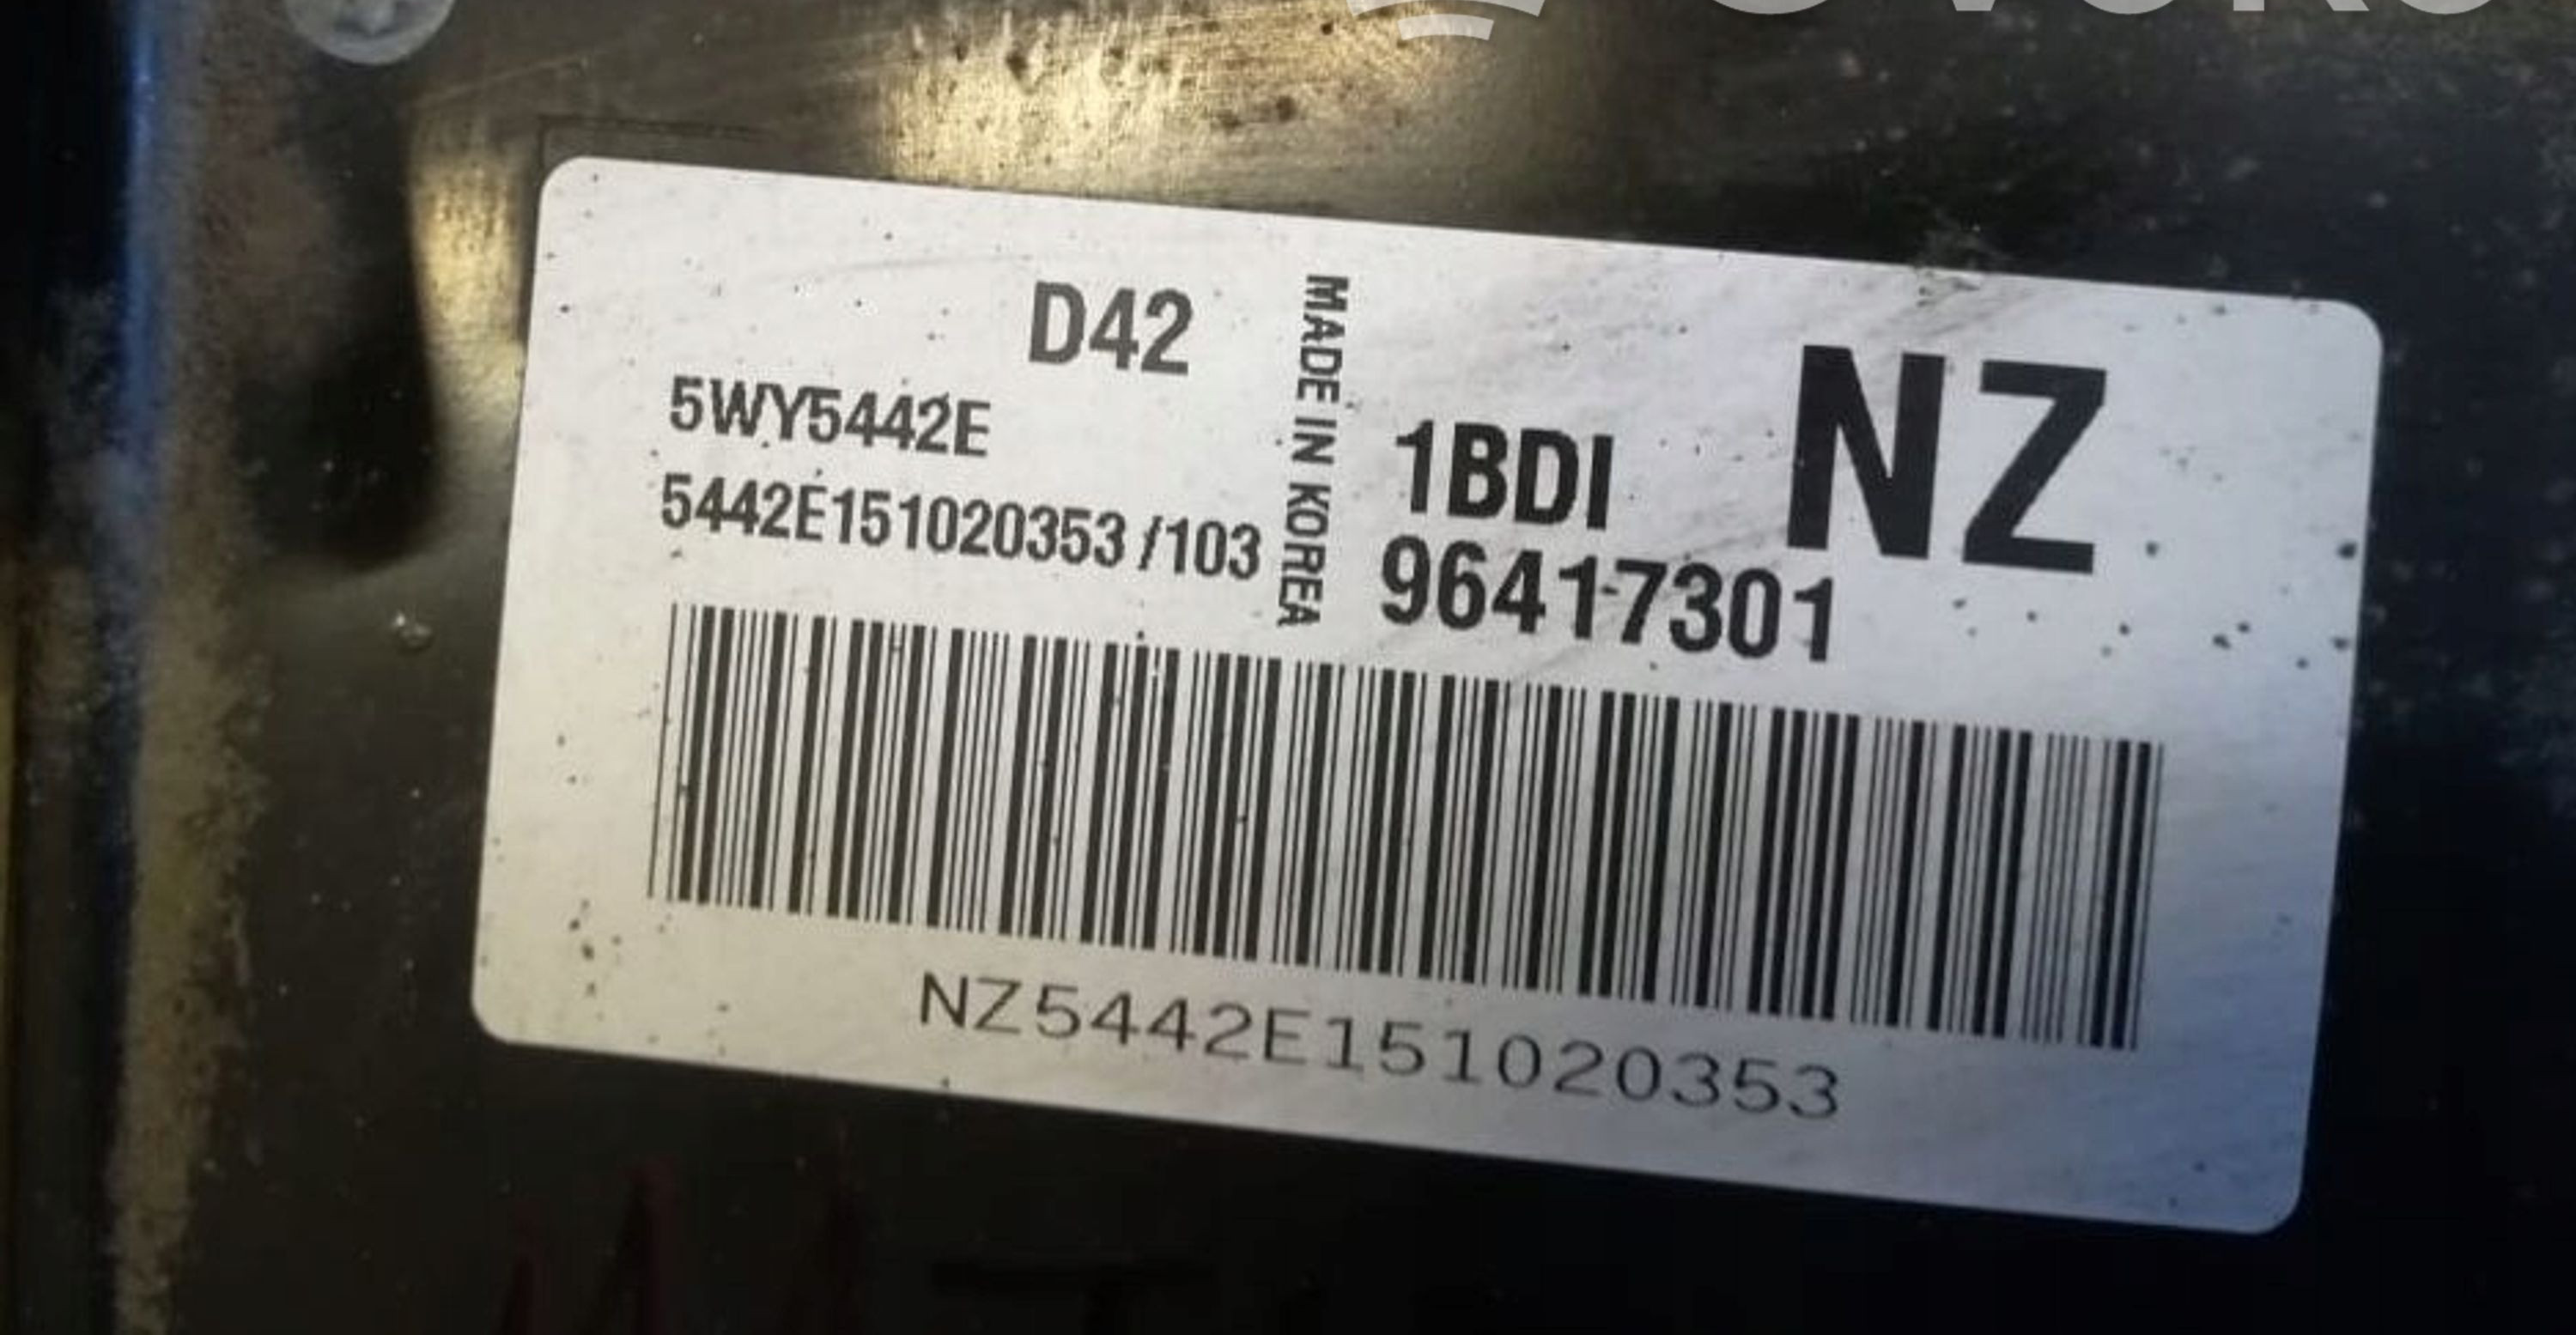 D42
5WY5442E
5442E151020353 /103
MADE IN KOREA
1BDI
NZ
96417301
NZ5442E151020353